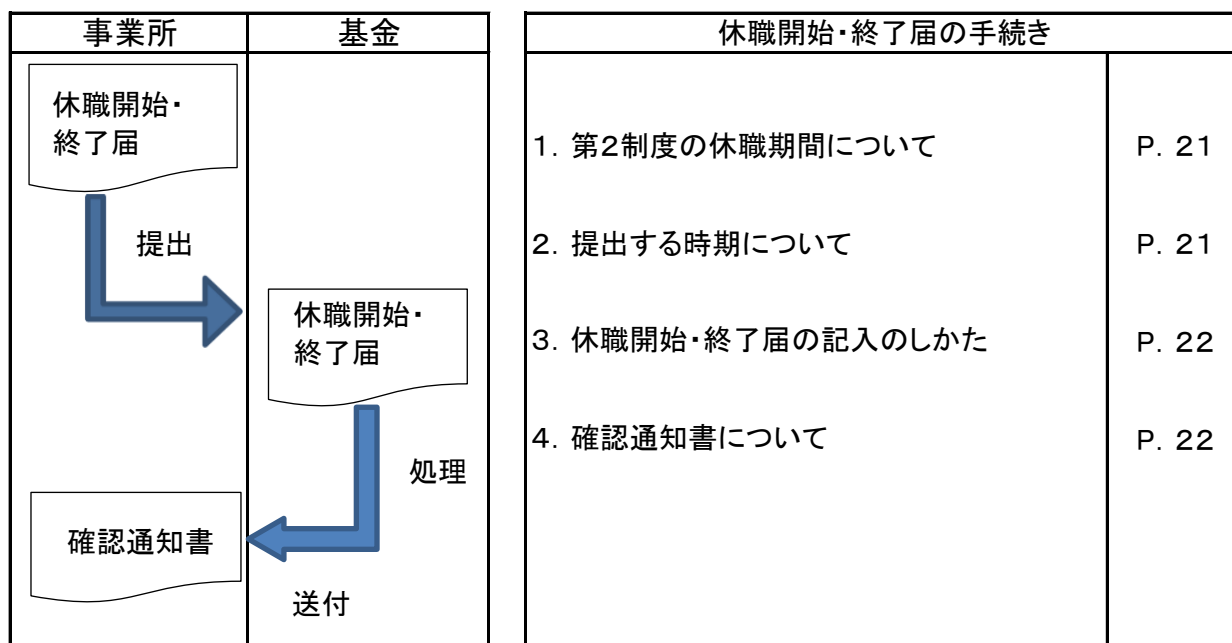 事業所
基金
休職開始・
終了届
提出
休職開始・
終了届
処理
確認通知書
送付
休職開始・終了届の手続き
1. 第2制度の休職期間について P. 21
2. 提出する時期について P. 21
3. 休職開始・終了届の記入のしかた P. 22
4. 確認通知書について P. 22